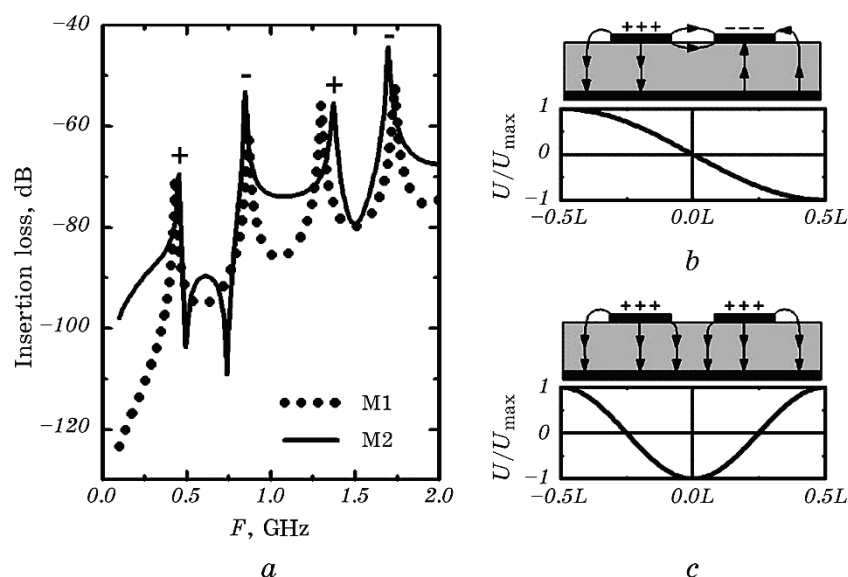 −40
−60
−80
−100
−120
Insertion loss, dB
+
-
+
-
M1
M2
0.0
0.5
1.0
1.5
2.0
F, GHz
a
+++
−−−
1
0
−1
U/Umax
−0.5L
0.0L
0.5L
b
+++
+++
1
0
−1
U/Umax
−0.5L
0.0L
0.5L
c